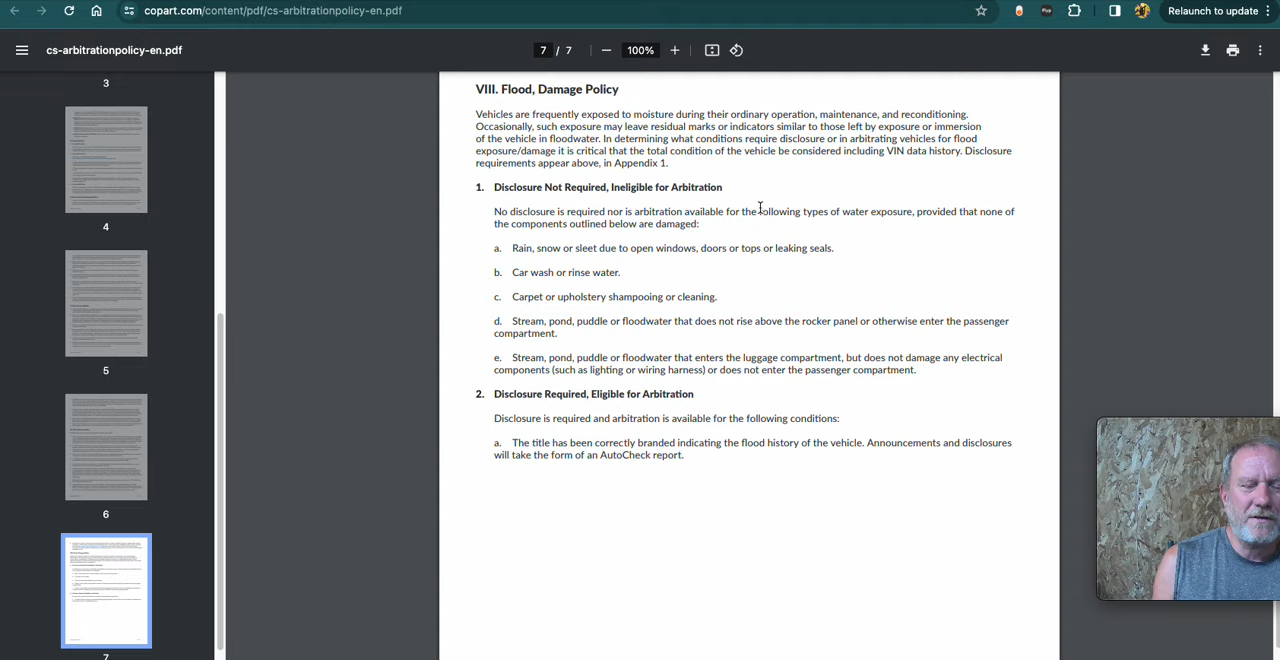 copart.com/content/pdf/cs-arbitrationpolicy-en.pdf
Relaunch to update
cs-arbitrationpolicy-en.pdf
7 / 7
100%
3
4
5
6
7
VIII. Flood, Damage Policy
Vehicles are frequently exposed to moisture during their ordinary operation, maintenance, and reconditioning.
Occasionally, such exposure may leave residual marks or indicators similar to those left by exposure or immersion
of the vehicle in floodwater. In determining what conditions require disclosure or in arbitrating vehicles for flood
exposure/damage it is critical that the total condition of the vehicle be considered including VIN data history. Disclosure
requirements appear above, in Appendix 1.
1. Disclosure Not Required, Ineligible for Arbitration
No disclosure is required nor is arbitration available for the following types of water exposure, provided that none of
the components outlined below are damaged:
a. Rain, snow or sleet due to open windows, doors or tops or leaking seals.
b. Car wash or rinse water.
c. Carpet or upholstery shampooing or cleaning.
d. Stream, pond, puddle or floodwater that does not rise above the rocker panel or otherwise enter the passenger
compartment.
e. Stream, pond, puddle or floodwater that enters the luggage compartment, but does not damage any electrical
components (such as lighting or wiring harness) or does not enter the passenger compartment.
2. Disclosure Required, Eligible for Arbitration
Disclosure is required and arbitration is available for the following conditions:
a. The title has been correctly branded indicating the flood history of the vehicle. Announcements and disclosures
will take the form of an AutoCheck report.